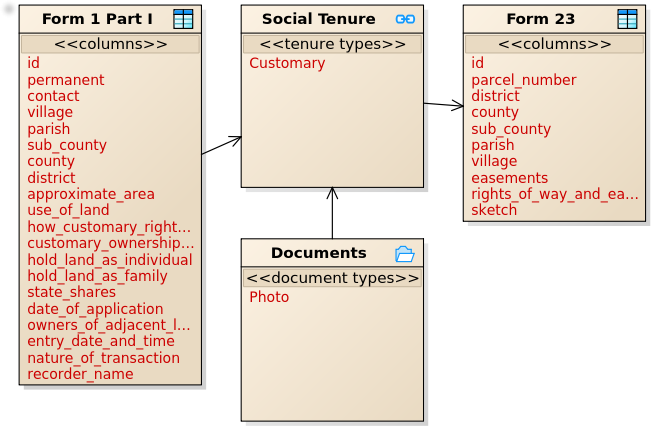 Form 1 Part I
<<columns>>
id
permanent
contact
village
parish
sub_county
county
district
approximate_area
use_of_land
how_customary_right...
customary_ownership...
hold_land_as_individual
hold_land_as_family
state_shares
date_of_application
owners_of_adjacent_l...
entry_date_and_time
nature_of_transaction
recorder_name
Social Tenure
<<tenure types>>
Customary
Documents
<<document types>>
Photo
Form 23
<<columns>>
id
parcel_number
district
county
sub_county
parish
village
easements
rights_of_way_and_ea...
sketch